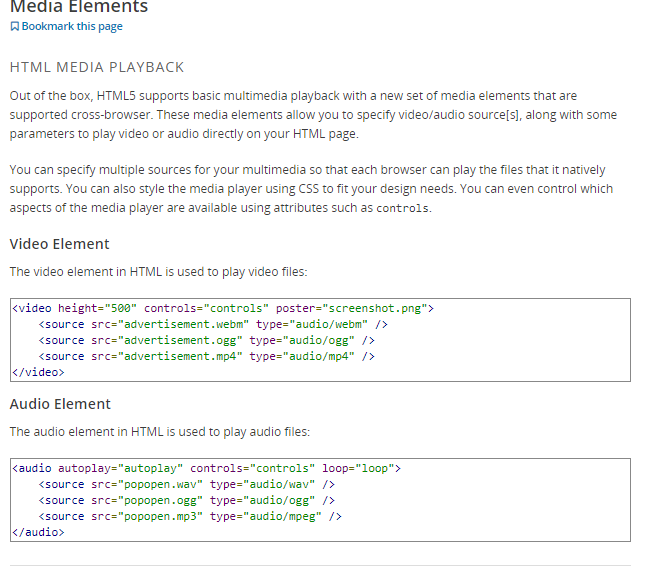 Media Elements
Bookmark this page
HTML MEDIA PLAYBACK
Out of the box, HTML5 supports basic multimedia playback with a new set of media elements that are
supported cross-browser. These media elements allow you to specify video/audio source[s], along with some
parameters to play video or audio directly on your HTML page.
You can specify multiple sources for your multimedia so that each browser can play the files that it natively
supports. You can also style the media player using CSS to fit your design needs. You can even control which
aspects of the media player are available using attributes such as controls.
Video Element
The video element in HTML is used to play video files:
<video height="500" controls="controls" poster="screenshot.png">
    <source src="advertisement.webm" type="audio/webm" />
    <source src="advertisement.ogg" type="audio/ogg" />
    <source src="advertisement.mp4" type="audio/mp4" />
</video>
Audio Element
The audio element in HTML is used to play audio files:
<audio autoplay="autoplay" controls="controls" loop="loop">
    <source src="popopen.wav" type="audio/wav" />
    <source src="popopen.ogg" type="audio/ogg" />
    <source src="popopen.mp3" type="audio/mpeg" />
</audio>